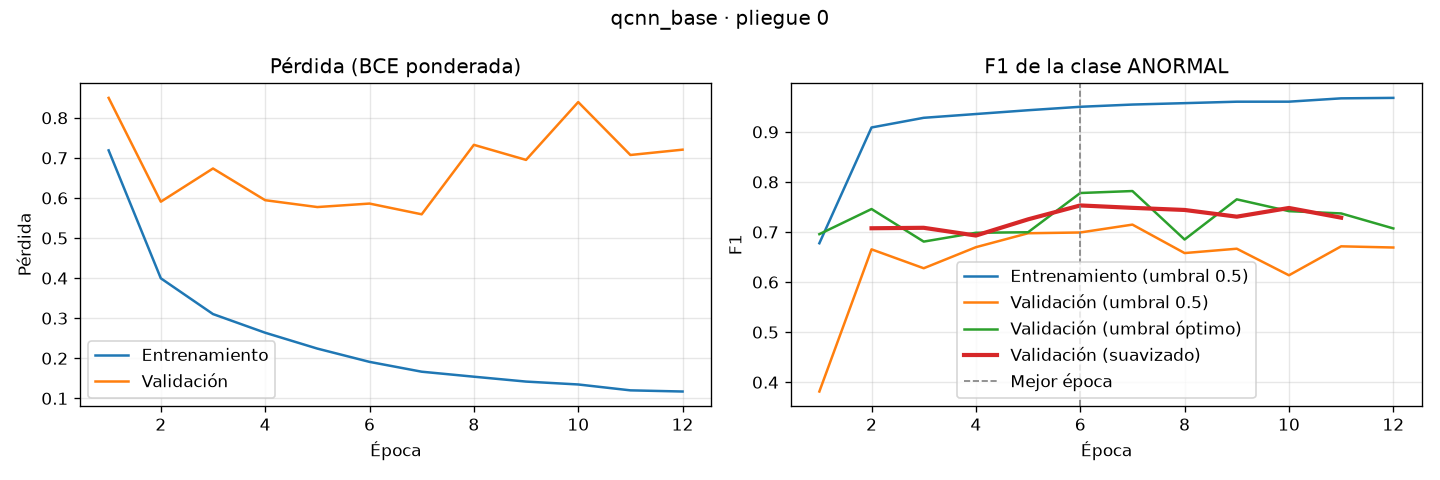 qcnn_base · pliegue 0
Pérdida (BCE ponderada)
Pérdida
0.8
0.7
0.6
0.5
0.4
0.3
0.2
0.1
Entrenamiento
Validación
2 4 6 8 10 12
Época
F1 de la clase ANORMAL
F1
0.9
0.8
0.7
0.6
0.5
0.4
Entrenamiento (umbral 0.5)
Validación (umbral 0.5)
Validación (umbral óptimo)
Validación (suavizado)
Mejor época
2 4 6 8 10 12
Época